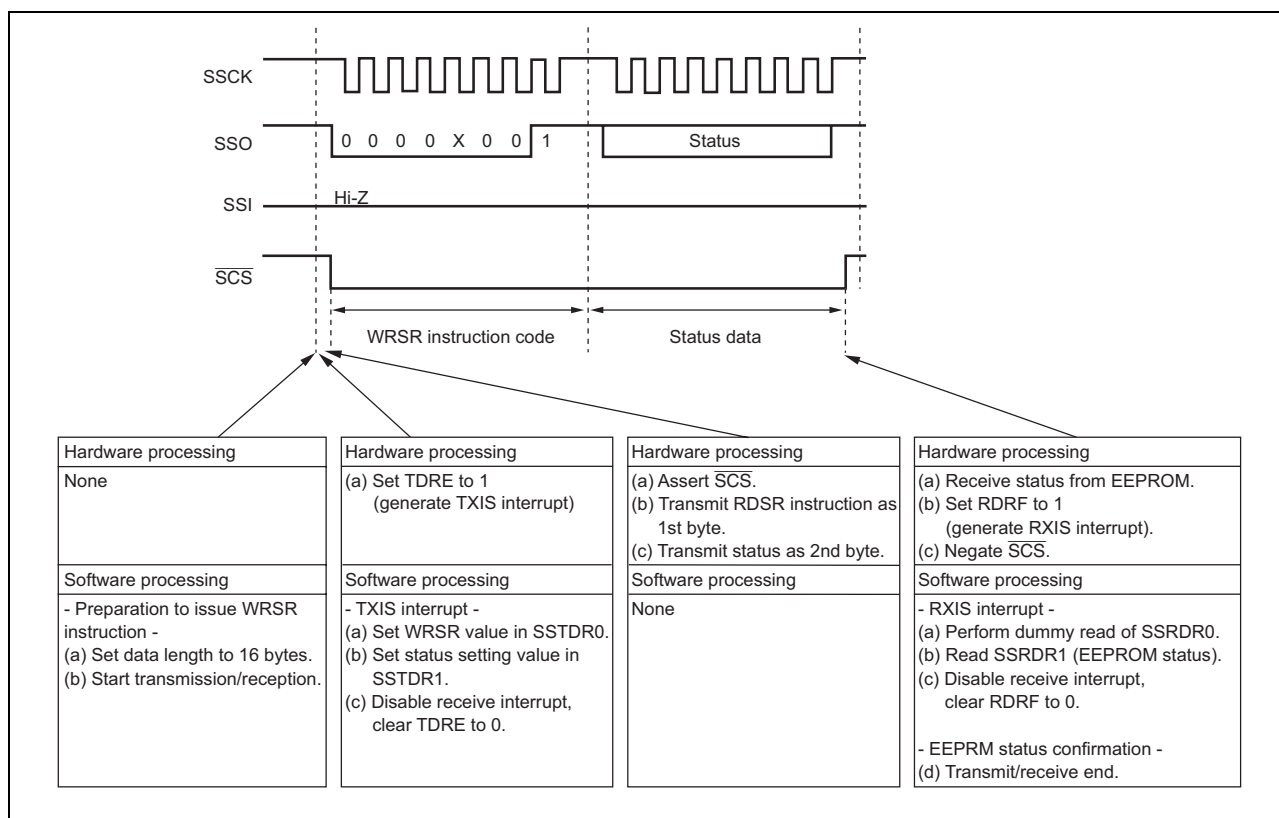 SSCK
SSO
0 0 0 0 X 0 0 1
Status
SSI
Hi-Z
SCS
WRSR instruction code
Status data
Hardware processing
None
Software processing
- Preparation to issue WRSR
instruction -
(a) Set data length to 16 bytes.
(b) Start transmission/reception.
Hardware processing
(a) Set TDRE to 1
(generate TXIS interrupt)
Software processing
- TXIS interrupt -
(a) Set WRSR value in SSTDR0.
(b) Set status setting value in
SSTDR1.
(c) Disable receive interrupt,
clear TDRE to 0.
Hardware processing
(a) Assert SCS.
(b) Transmit RDSR instruction as
1st byte.
(c) Transmit status as 2nd byte.
Software processing
None
Hardware processing
(a) Receive status from EEPROM.
(b) Set RDRF to 1
(generate RXIS interrupt).
(c) Negate SCS.
Software processing
- RXIS interrupt -
(a) Perform dummy read of SSRDR0.
(b) Read SSRDR1 (EEPROM status).
(c) Disable receive interrupt,
clear RDRF to 0.
- EEPRM status confirmation -
(d) Transmit/receive end.